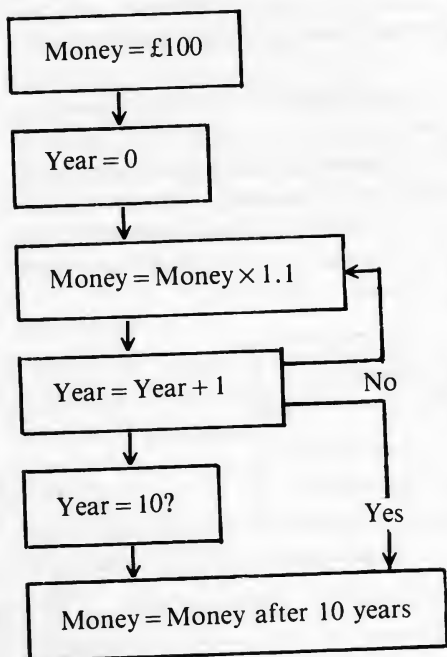 Money = £100
Year = 0
Money = Money × 1.1
Year = Year + 1
No
Year = 10?
Yes
Money = Money after 10 years